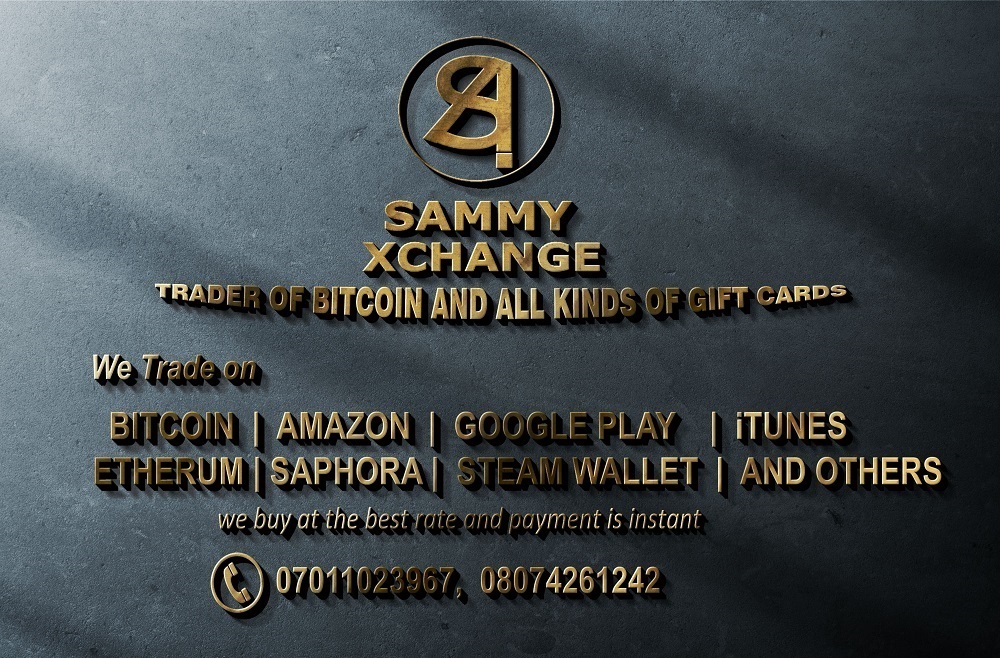 SAMMY
XCHANGE
TRADER OF BITCOIN AND ALL KINDS OF GIFT CARDS
We Trade on
BITCOIN | AMAZON | GOOGLE PLAY | iTUNES
ETHERUM | SAPHORA | STEAM WALLET | AND OTHERS
we buy at the best rate and payment is instant
07011023967, 08074261242